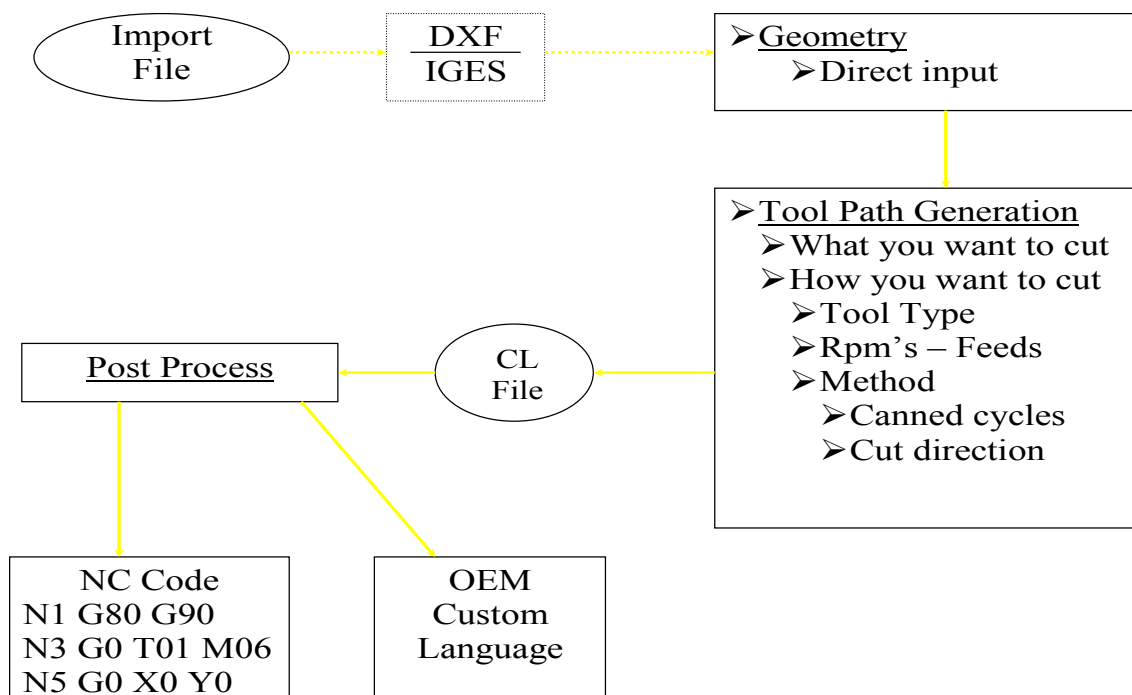 Import
File
DXF
IGES
➢Geometry
➢Direct input
➢Tool Path Generation
➢What you want to cut
➢How you want to cut
➢Tool Type
➢Rpm's – Feeds
➢Method
➢Canned cycles
➢Cut direction
CL
File
Post Process
NC Code
N1 G80 G90
N3 G0 T01 M06
N5 G0 X0 Y0
OEM
Custom
Language